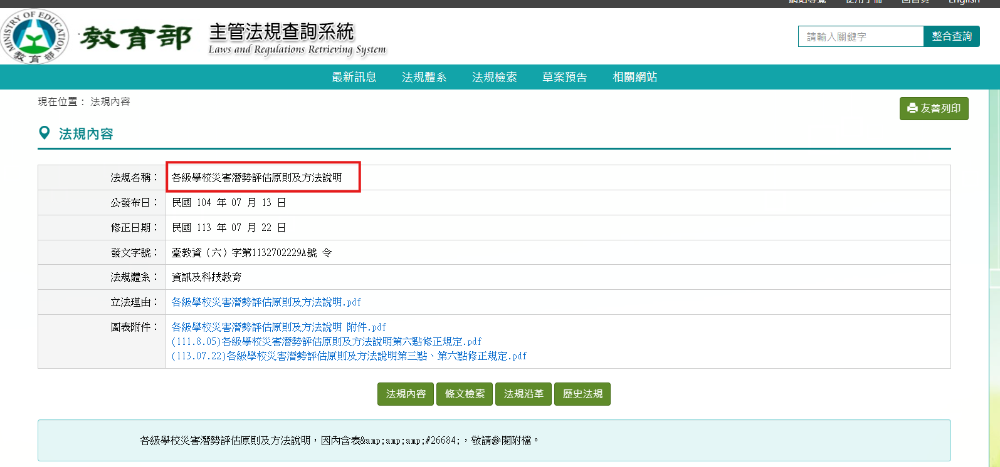 網站導覽 使用手冊 回首頁 English
MINISTRY OF EDUCATION
教育部
教育部
主管法規查詢系統
Laws and Regulations Retrieving System
請輸入關鍵字 整合查詢
最新訊息 法規體系 法規檢索 草案預告 相關網站
現在位置： 法規內容
友善列印
法規內容
法規名稱： 各級學校災害潛勢評估原則及方法說明
公發布日： 民國 104 年 07 月 13 日
修正日期： 民國 113 年 07 月 22 日
發文字號： 臺教資（六）字第1132702229A號 令
法規體系： 資訊及科技教育
立法理由： 各級學校災害潛勢評估原則及方法說明.pdf
圖表附件： 各級學校災害潛勢評估原則及方法說明 附件.pdf
(111.8.05)各級學校災害潛勢評估原則及方法說明第六點修正規定.pdf
(113.07.22)各級學校災害潛勢評估原則及方法說明第三點、第六點修正規定.pdf
法規內容 條文檢索 法規沿革 歷史法規
各級學校災害潛勢評估原則及方法說明，因內含表&amp;amp;amp;#26684;，敬請參閱附檔。